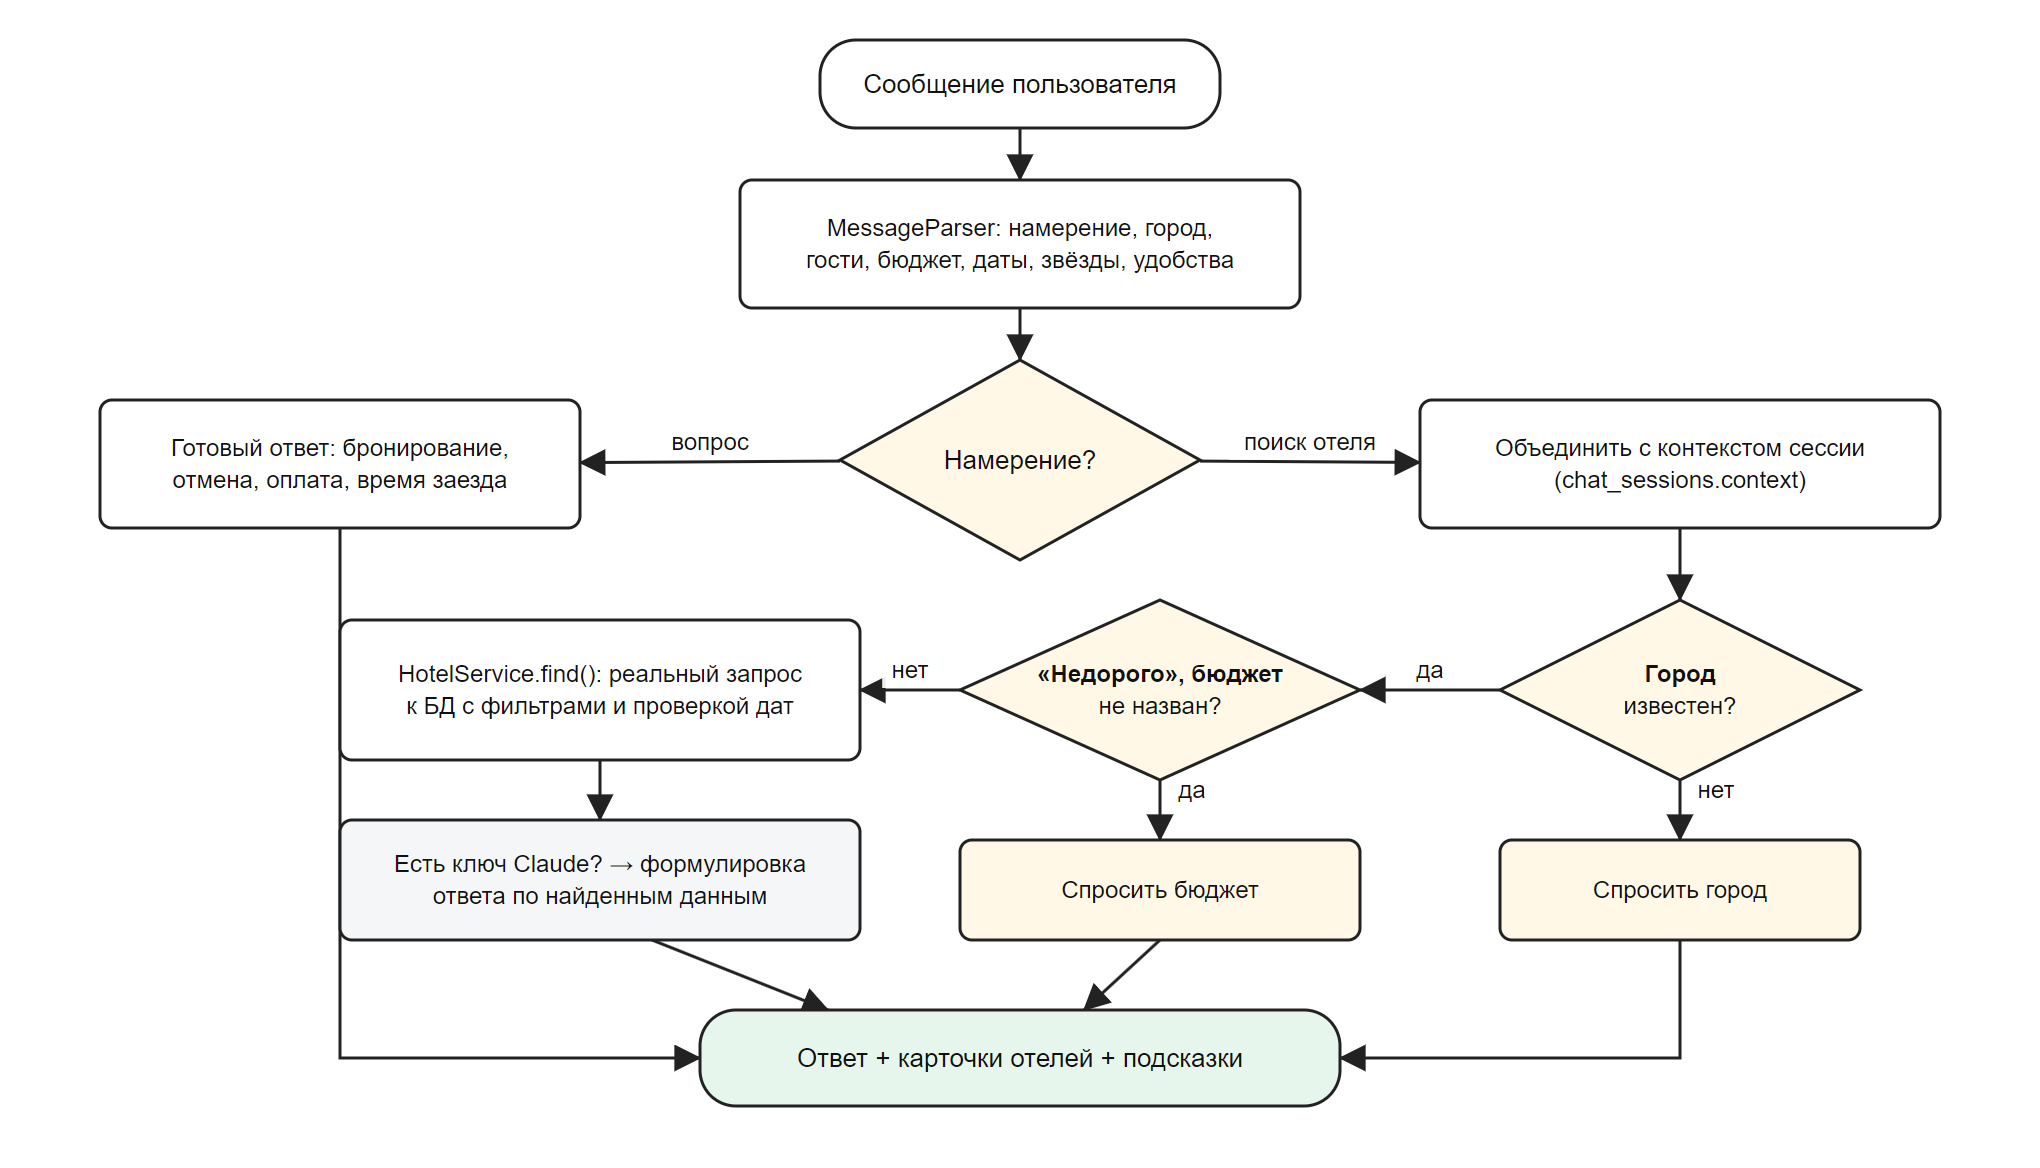 Сообщение пользователя
MessageParser: намерение, город,
гости, бюджет, даты, звёзды, удобства
Намерение?
вопрос
поиск отеля
Готовый ответ: бронирование,
отмена, оплата, время заезда
Объединить с контекстом сессии
(chat_sessions.context)
Город
известен?
да
нет
«Недорого», бюджет
не назван?
нет
да
HotelService.find(): реальный запрос
к БД с фильтрами и проверкой дат
Есть ключ Claude? → формулировка
ответа по найденным данным
Спросить бюджет
Спросить город
Ответ + карточки отелей + подсказки